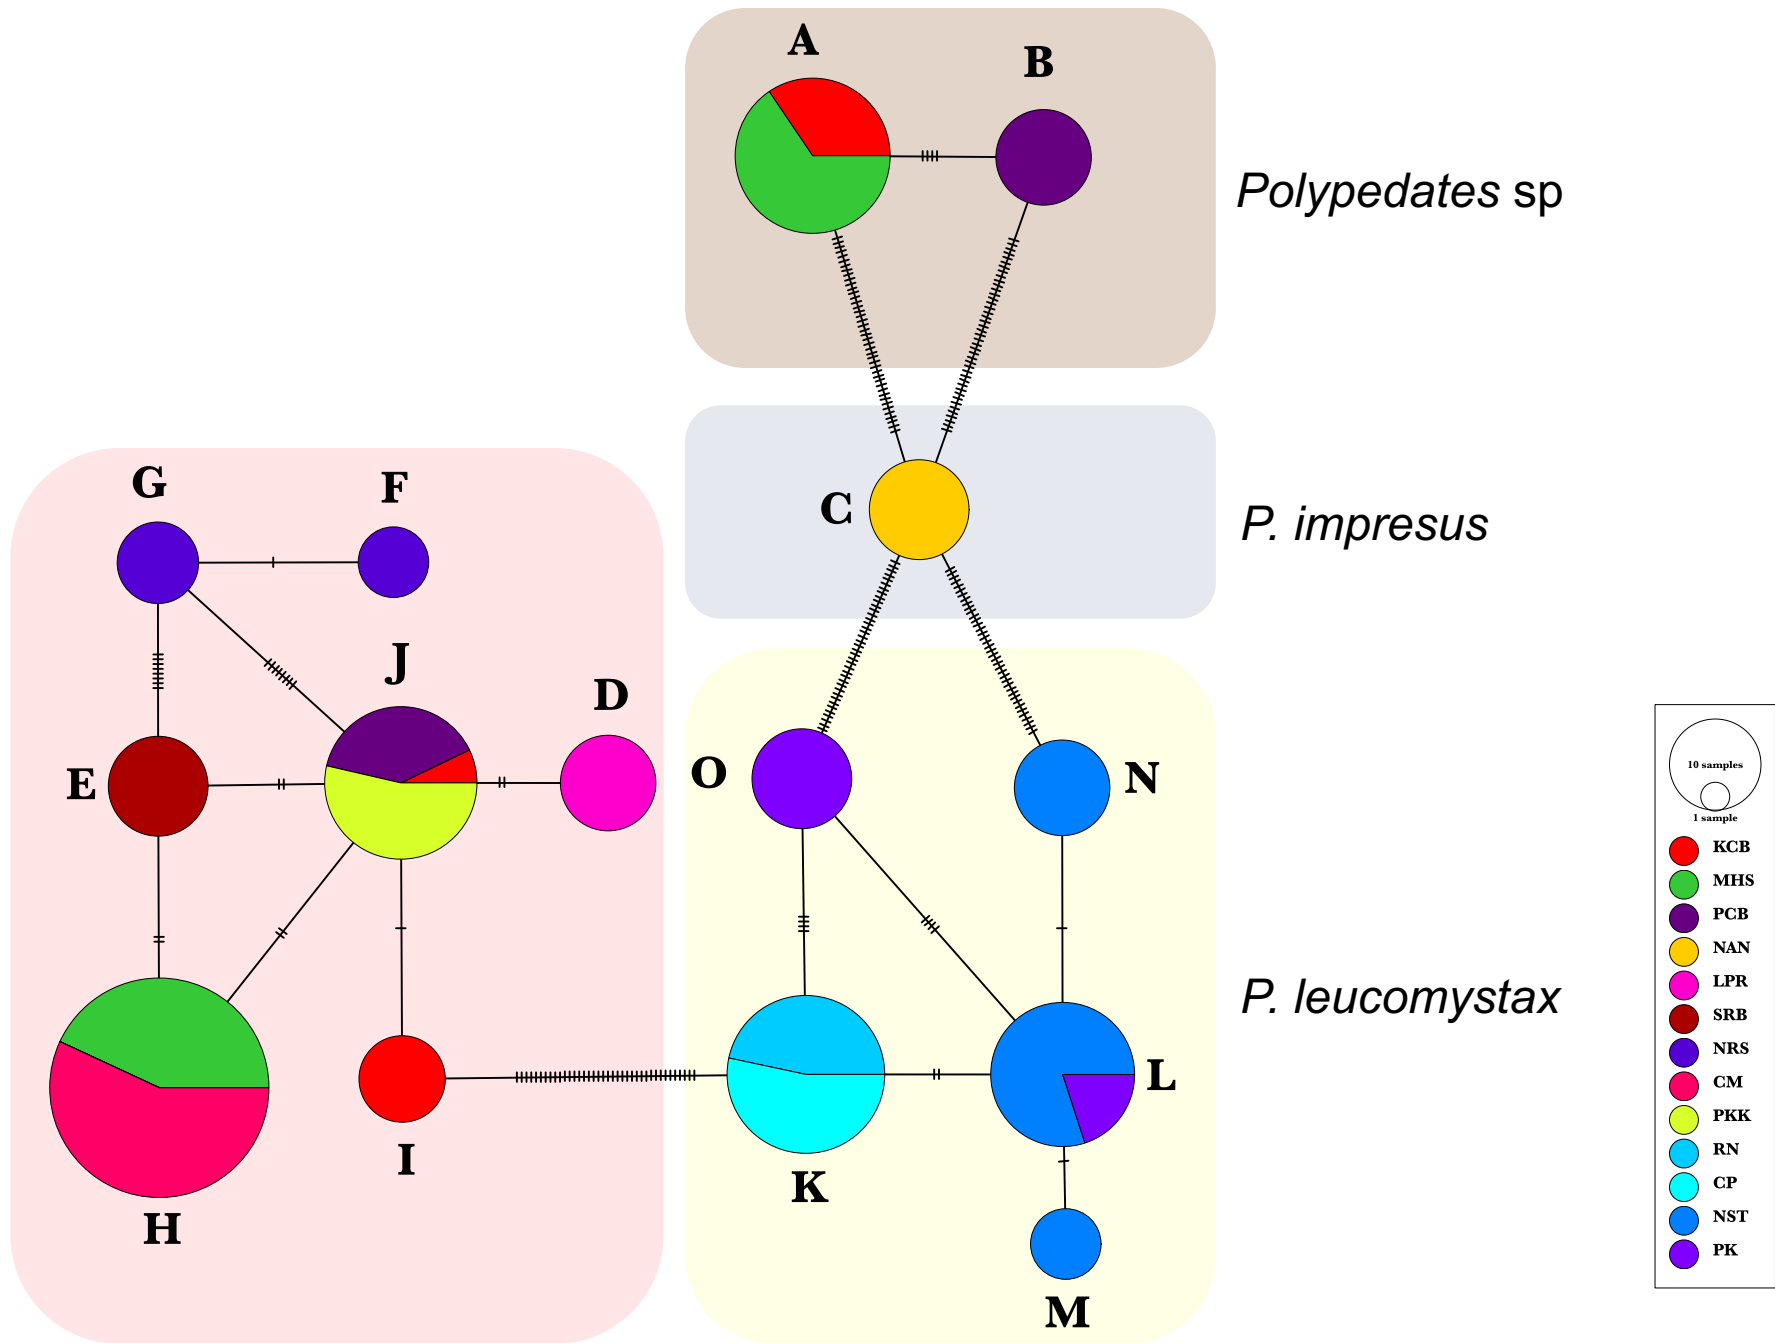 A
B
Polypedates sp
C
P. impresus
G
F
J
D
E
O
N
H
I
K
L
M
P. leucomystax
10 samples
1 sample
KCB
MHS
PCB
NAN
LPR
SRB
NRS
CM
PKK
RN
CP
NST
PK